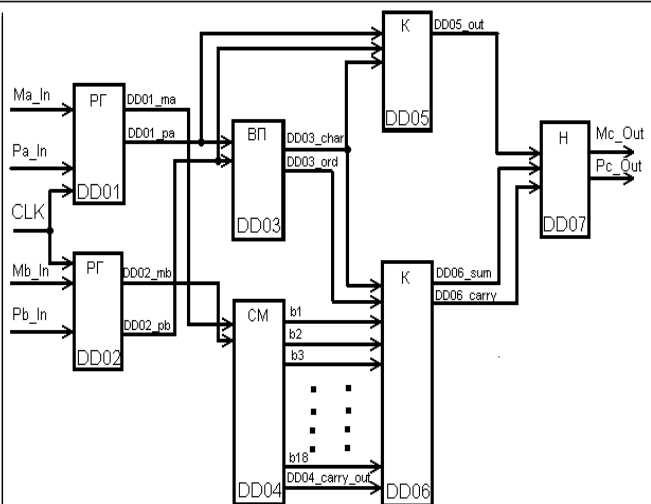 К
DD05_out
DD05
Ma_In
РГ
DD01_ma
DD01_pa
Pa_In
DD01
CLK
ВП
DD03_char
DD03_ord
DD03
Н
Mc_Out
Pc_Out
DD07
Mb_In
РГ
DD02_mb
Pb_In
DD02_pb
DD02
К
DD06_sum
DD06_carry
DD06
СМ
b1
b2
b3
b18
DD04_carry_out
DD04